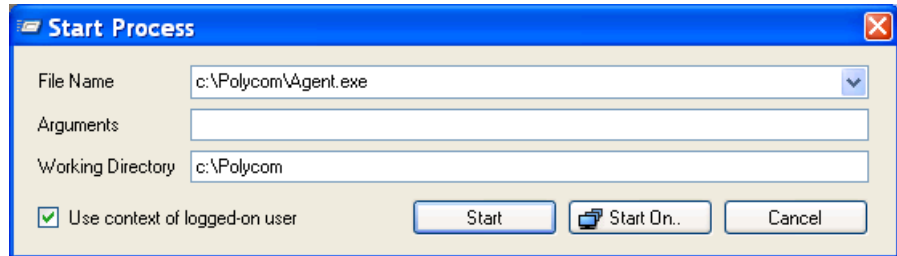 Start Process
File Name c:\Polycom\Agent.exe
Arguments
Working Directory c:\Polycom
Use context of logged-on user Start Start On.. Cancel